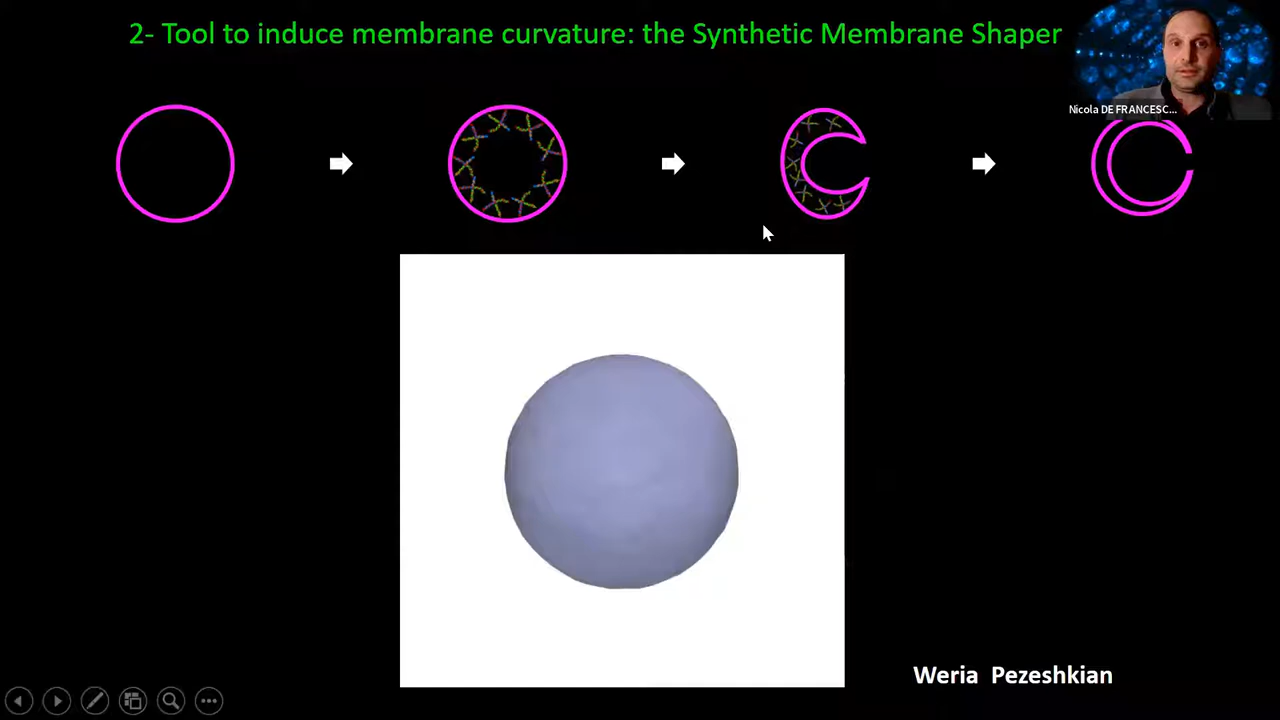 2- Tool to induce membrane curvature: the Synthetic Membrane Shaper
Nicola DE FRANCESC...
Weria Pezeshkian